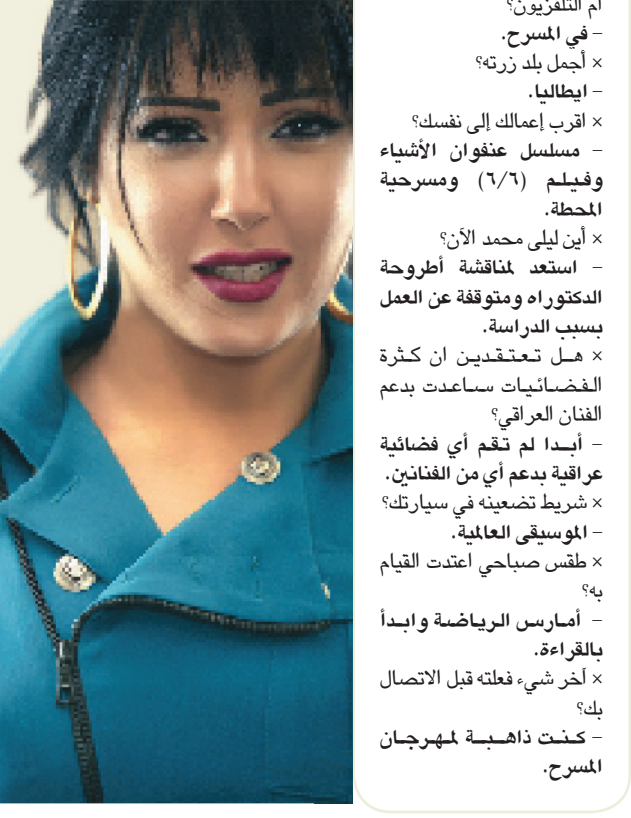 أم التلفزيون؟
– في المسرح.
× أجمل بلد زرته؟
– ايطاليا.
× اقرب إعمالك إلى نفسك؟
– مسلسل عنفوان الأشياء
وفيلم (٦/٦) ومسرحية
المحطة.
× أين ليلى محمد الآن؟
– استعد لمناقشة أطروحة
الدكتوراه ومتوقفة عن العمل
بسبب الدراسة.
× هل تعتقدين ان كثرة
الفضائيات ساعدت بدعم
الفنان العراقي؟
– أبدا لم تقم أي فضائية
عراقية بدعم أي من الفنانين.
× شريط تضعينه في سيارتك؟
– الموسيقى العالمية.
× طقس صباحي اعتدت القيام
به؟
– أمارس الرياضة وابدأ
بالقراءة.
× آخر شيء فعلته قبل الاتصال
بك؟
– كنت ذاهبة لمهرجان
المسرح.